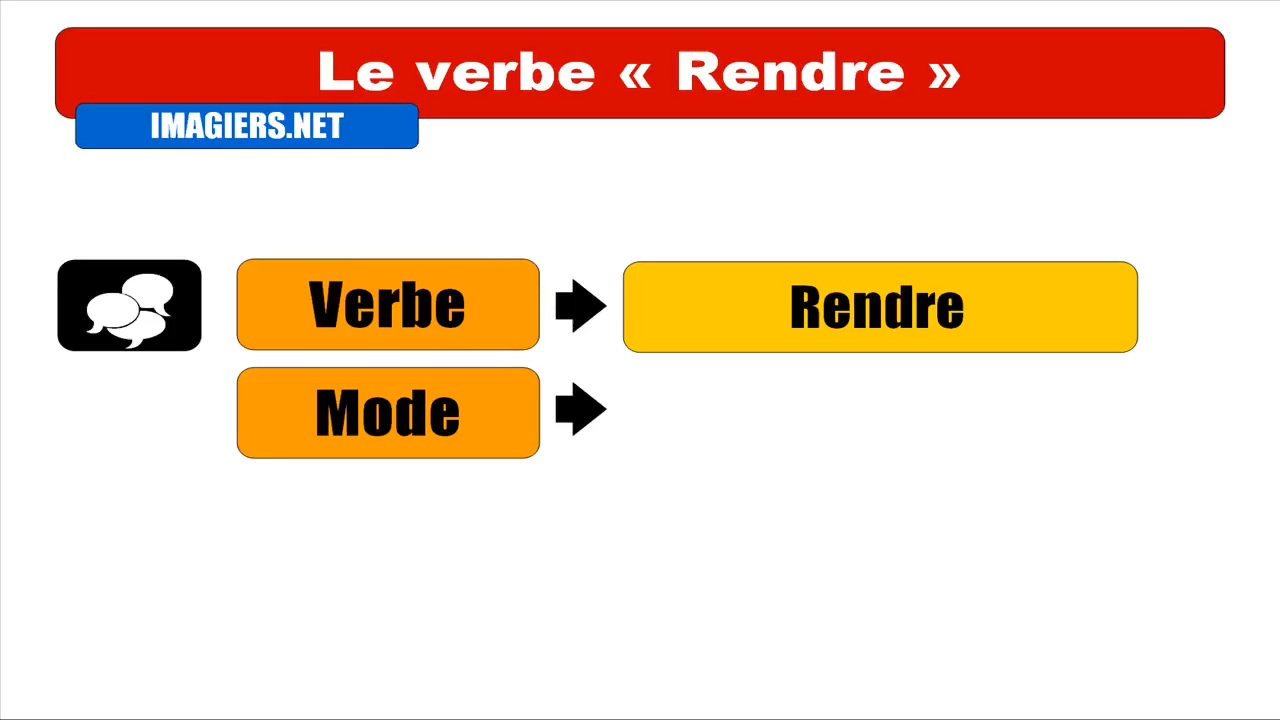 Le verbe « Rendre »
IMAGIERS.NET
Verbe
Rendre
Mode